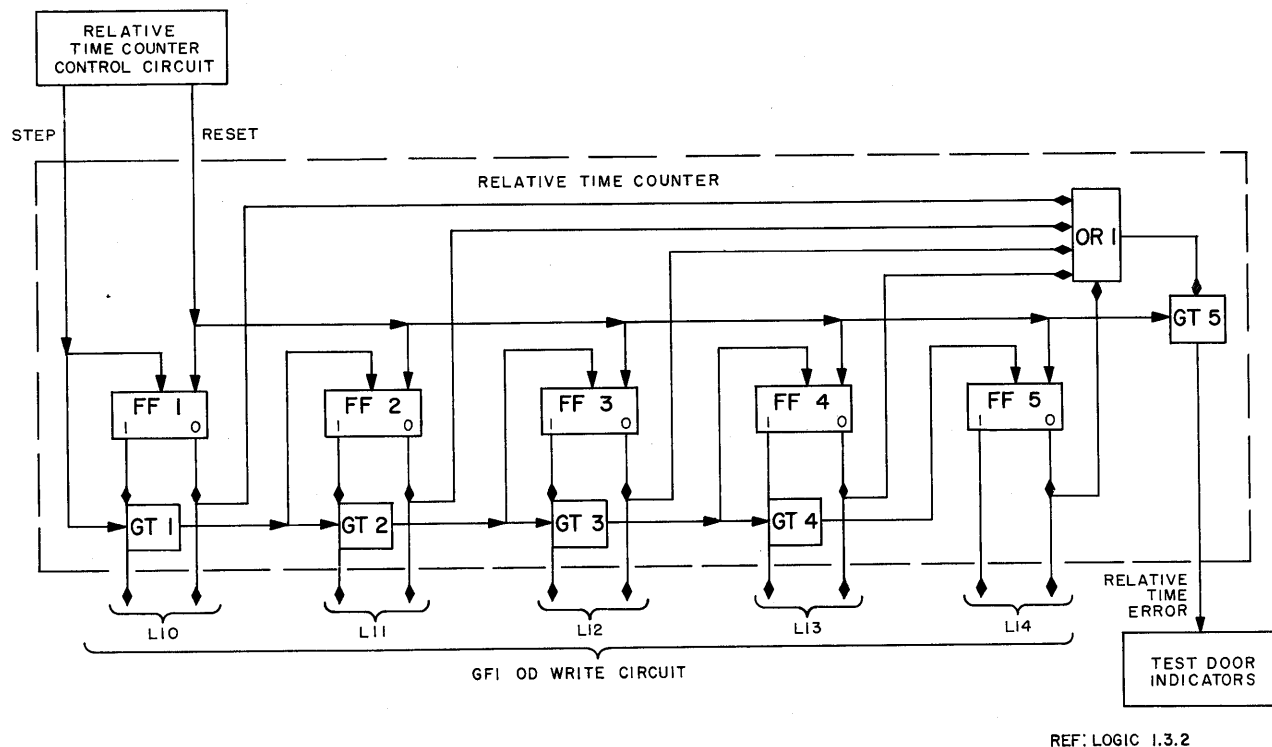 RELATIVE
TIME COUNTER
CONTROL CIRCUIT
STEP
RESET
RELATIVE TIME COUNTER
OR 1
GT 5
FF 1
1 0
FF 2
1 0
FF 3
1 0
FF 4
1 0
FF 5
1 0
GT 1
GT 2
GT 3
GT 4
RELATIVE
TIME
ERROR
L10
L11
L12
L13
L14
GFI OD WRITE CIRCUIT
TEST DOOR
INDICATORS
REF: LOGIC 1.3.2